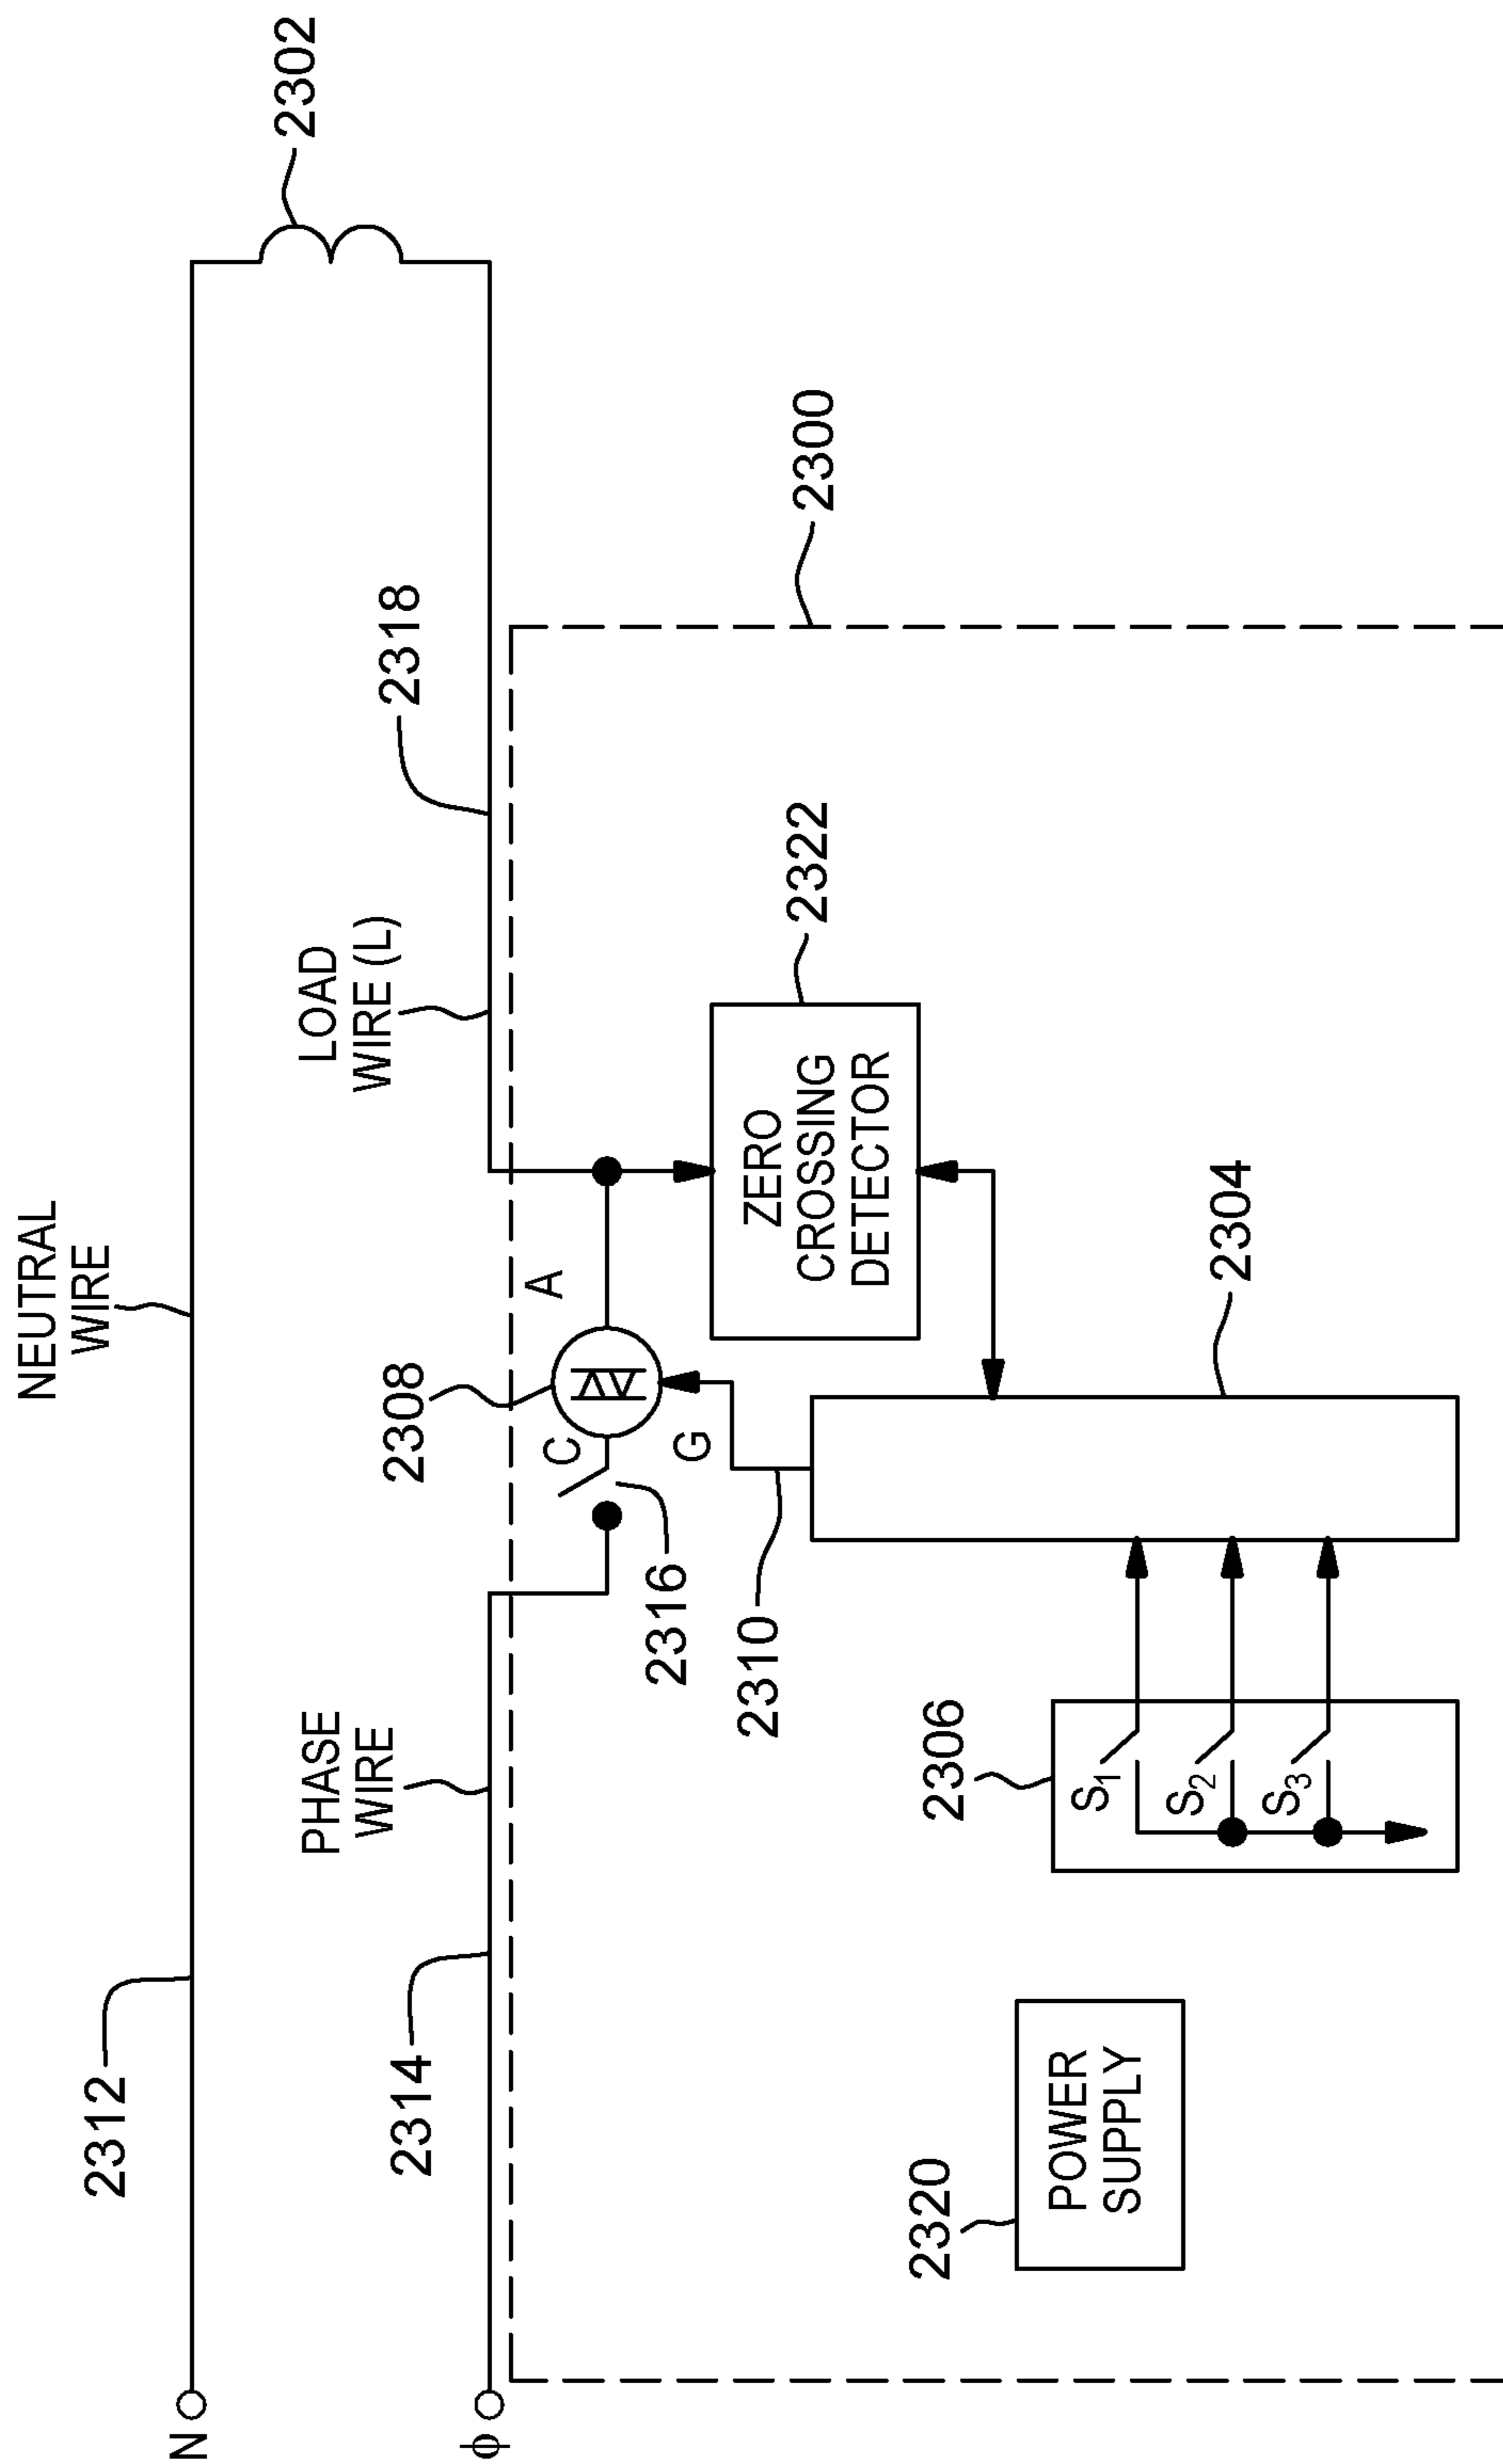 NEUTRAL
WIRE
2312
N
2302
PHASE
WIRE
2314
ϕ
LOAD
WIRE (L)
2318
2308
A
C
G
2316
2310
2300
ZERO
CROSSING
DETECTOR
2322
2304
2306
S1
S2
S3
2320
POWER
SUPPLY